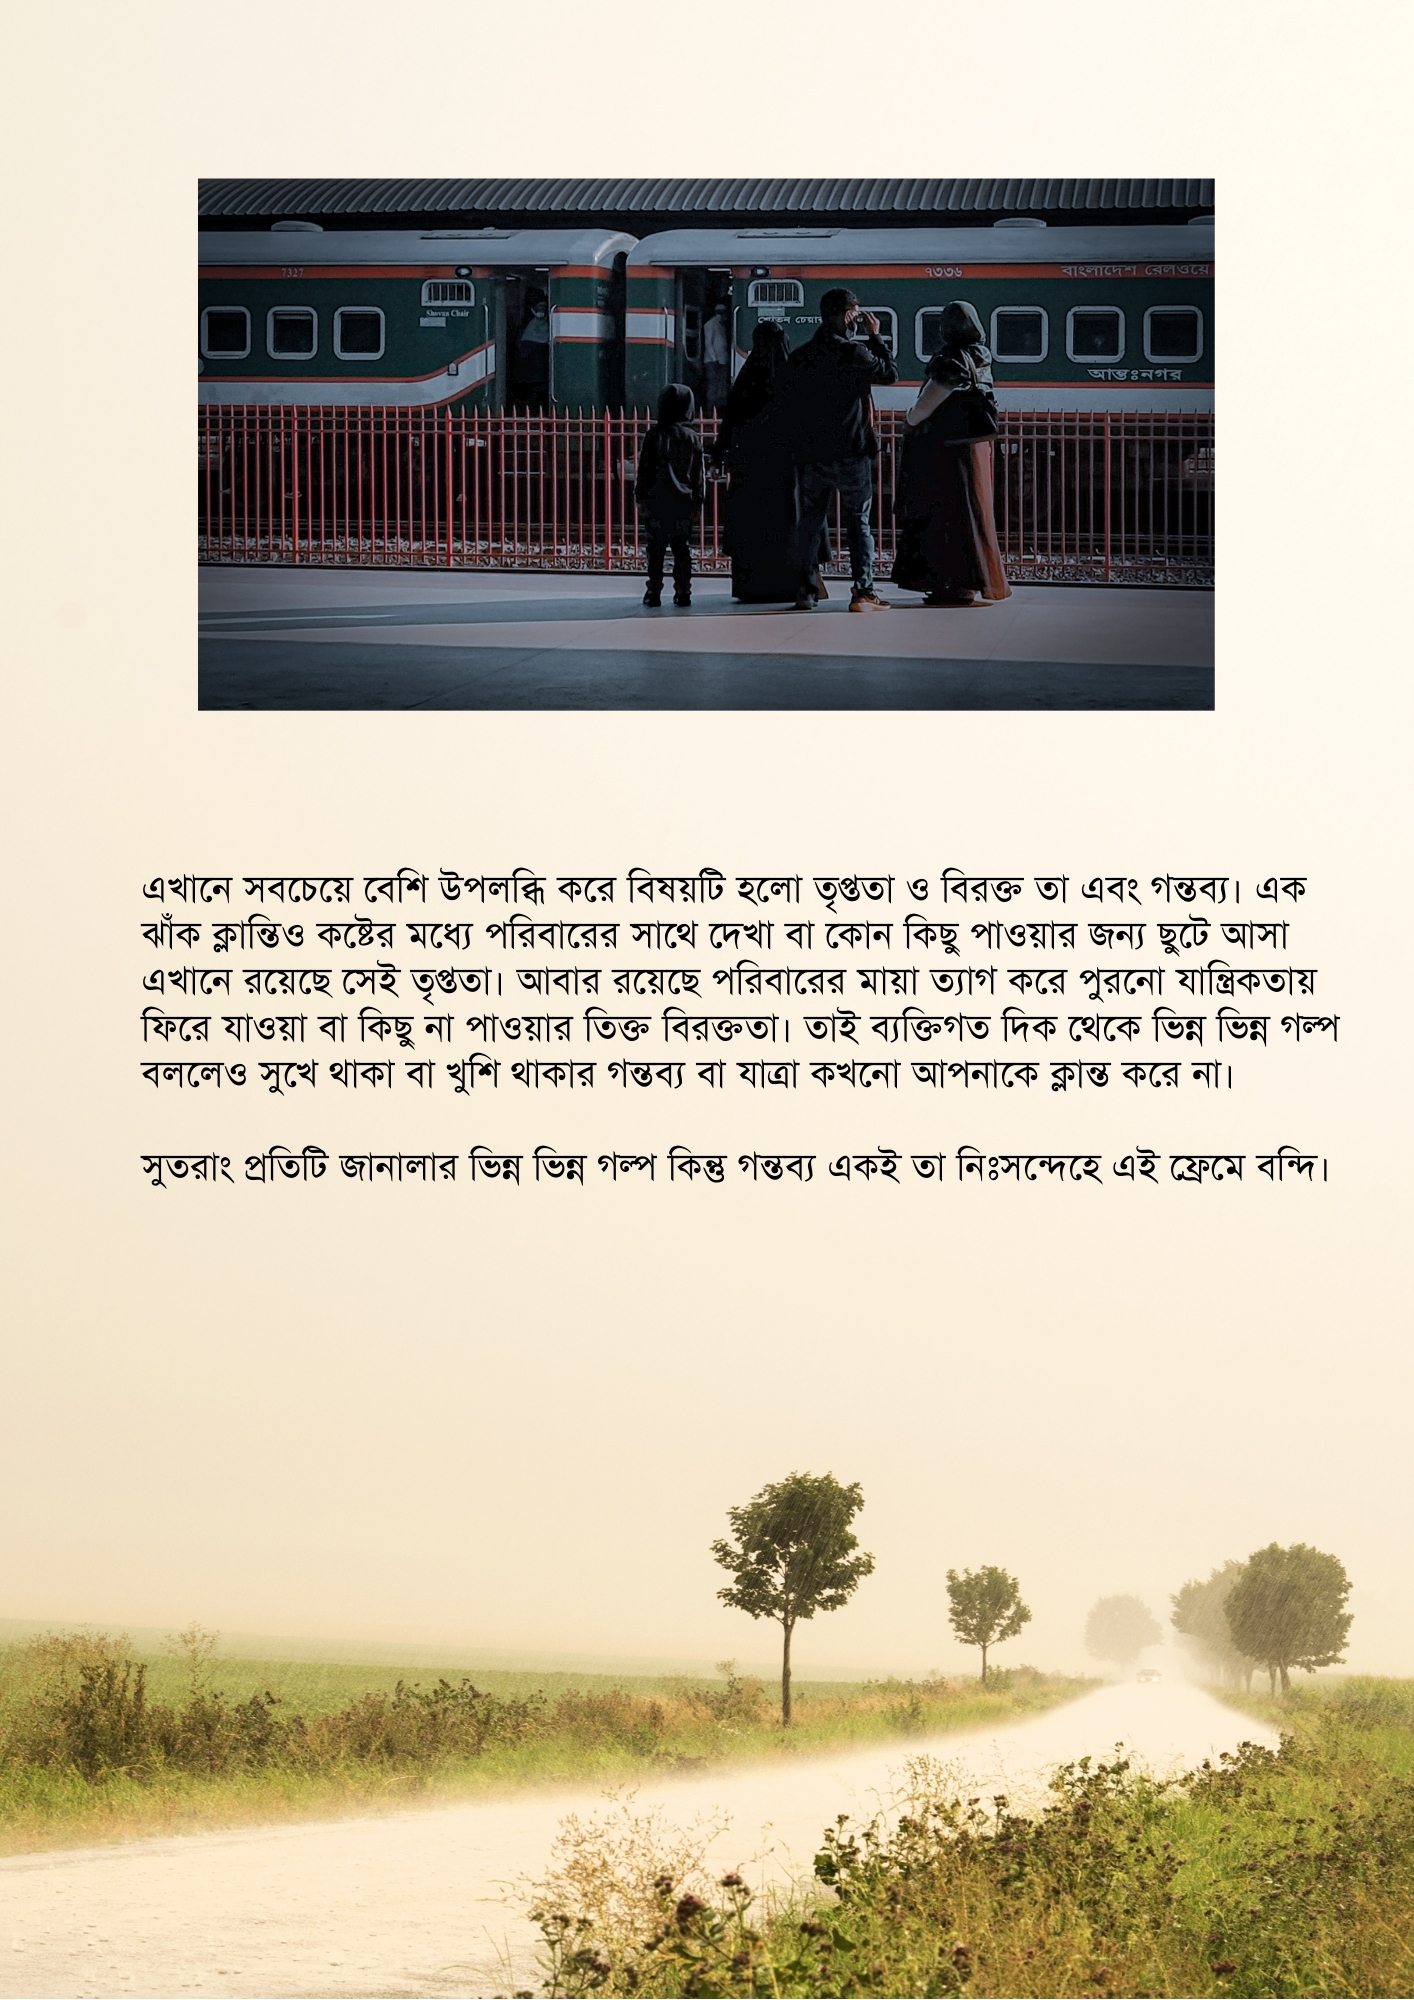 7327
৭৩৩৬
বাংলাদেশ রেলওয়ে
Shovan Chair
শোভন চেয়ার
আন্তঃনগর
এখানে সবচেয়ে বেশি উপলব্ধি করে বিষয়টি হলো তৃপ্ততা ও বিরক্ত তা এবং গন্তব্য। এক
ঝাঁক ক্লান্তিও কষ্টের মধ্যে পরিবারের সাথে দেখা বা কোন কিছু পাওয়ার জন্য ছুটে আসা
এখানে রয়েছে সেই তৃপ্ততা। আবার রয়েছে পরিবারের মায়া ত্যাগ করে পুরনো যান্ত্রিকতায়
ফিরে যাওয়া বা কিছু না পাওয়ার তিক্ত বিরক্ততা। তাই ব্যক্তিগত দিক থেকে ভিন্ন ভিন্ন গল্প
বললেও সুখে থাকা বা খুশি থাকার গন্তব্য বা যাত্রা কখনো আপনাকে ক্লান্ত করে না।
সুতরাং প্রতিটি জানালার ভিন্ন ভিন্ন গল্প কিন্তু গন্তব্য একই তা নিঃসন্দেহে এই ফ্রেমে বন্দি।